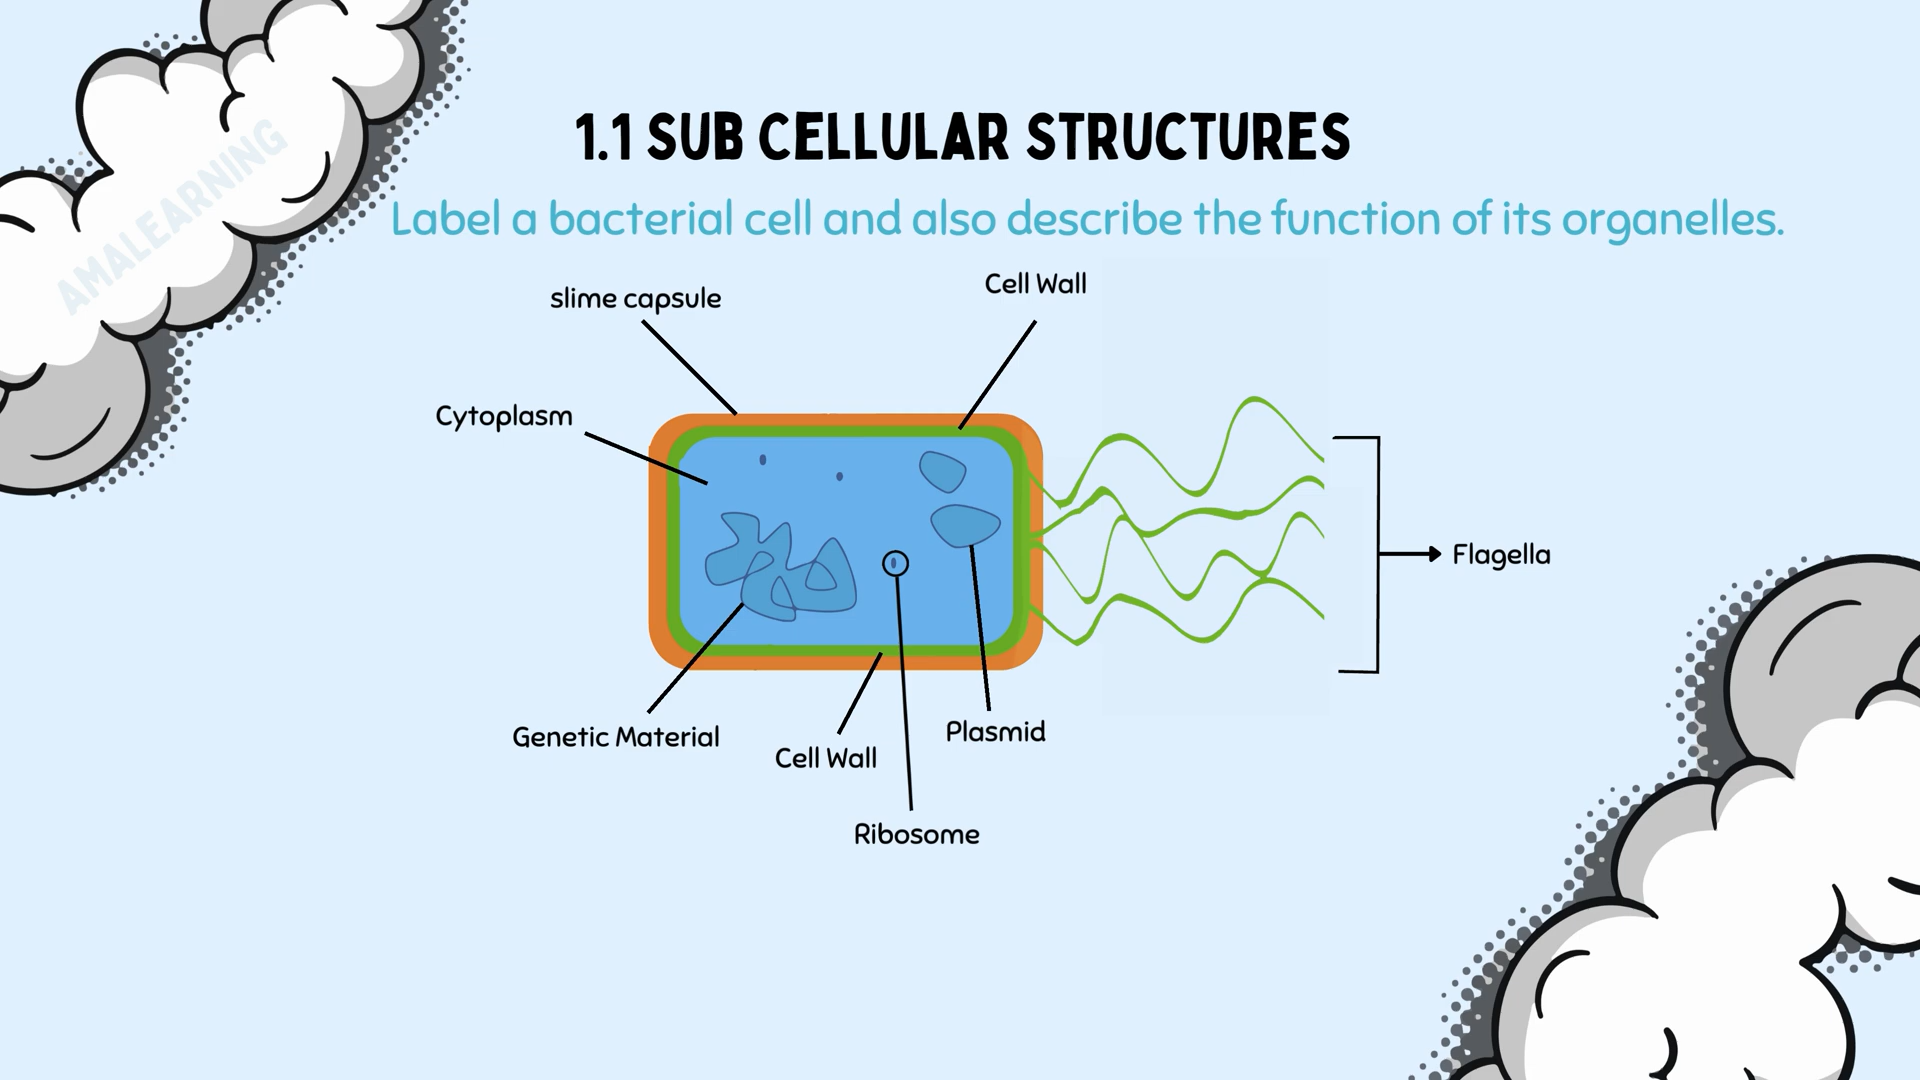 1.1 SUB CELLULAR STRUCTURES
AMALEARNING
Label a bacterial cell and also describe the function of its organelles.
slime capsule
Cell Wall
Cytoplasm
Flagella
Genetic Material
Cell Wall
Plasmid
Ribosome